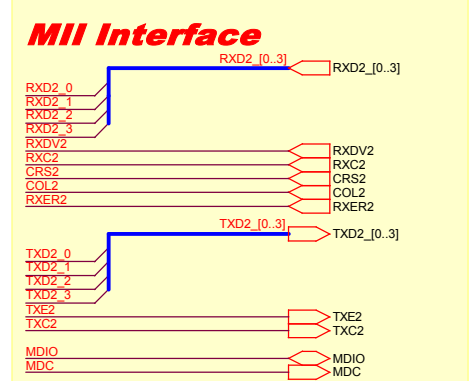 MII Interface
RXD2_[0..3] RXD2_[0..3]
RXD2_0
RXD2_1
RXD2_2
RXD2_3
RXDV2 RXDV2
RXC2 RXC2
CRS2 CRS2
COL2 COL2
RXER2 RXER2
TXD2_[0..3] TXD2_[0..3]
TXD2_0
TXD2_1
TXD2_2
TXD2_3
TXE2 TXE2
TXC2 TXC2
MDIO MDIO
MDC MDC